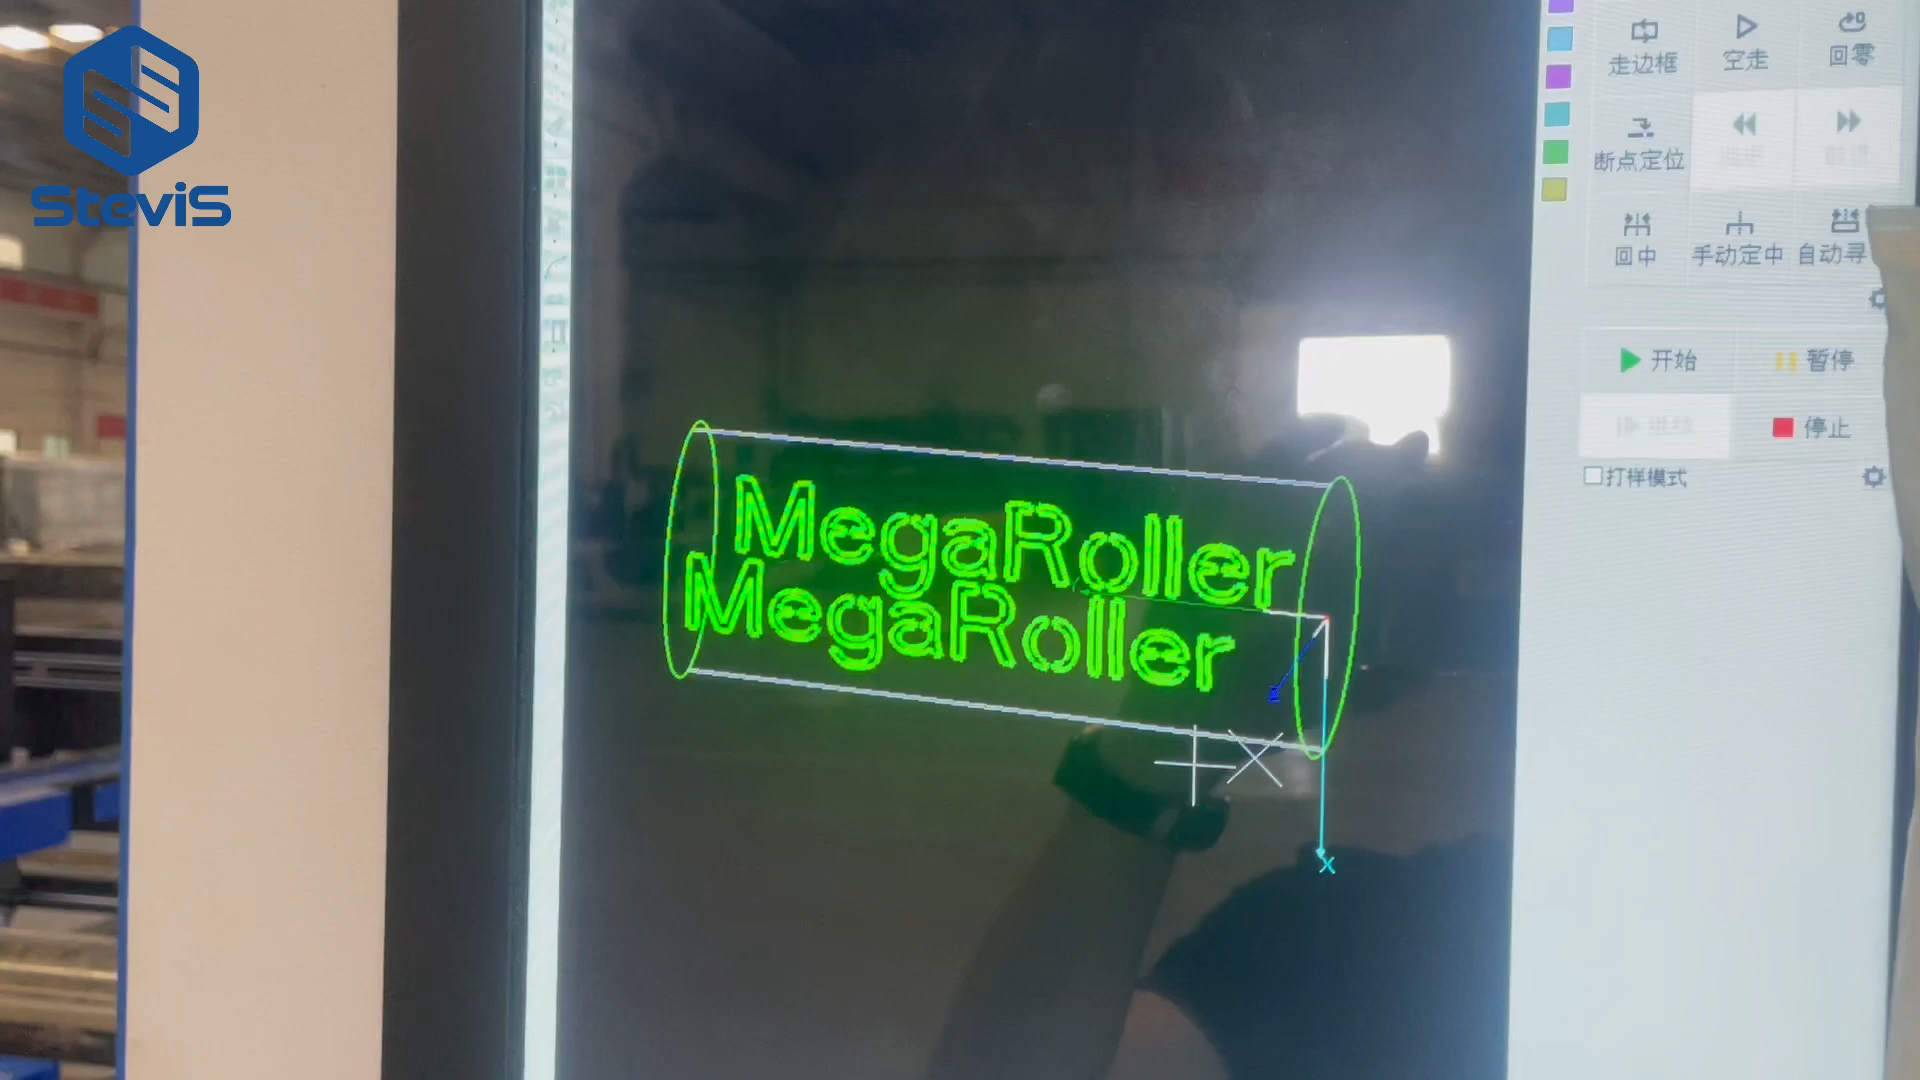 SteviS
走边框
空走
回零
断点定位
回中
手动定中
自动寻
开始
暂停
停止
打样模式
MegaRoller
MegaRoller
z
x